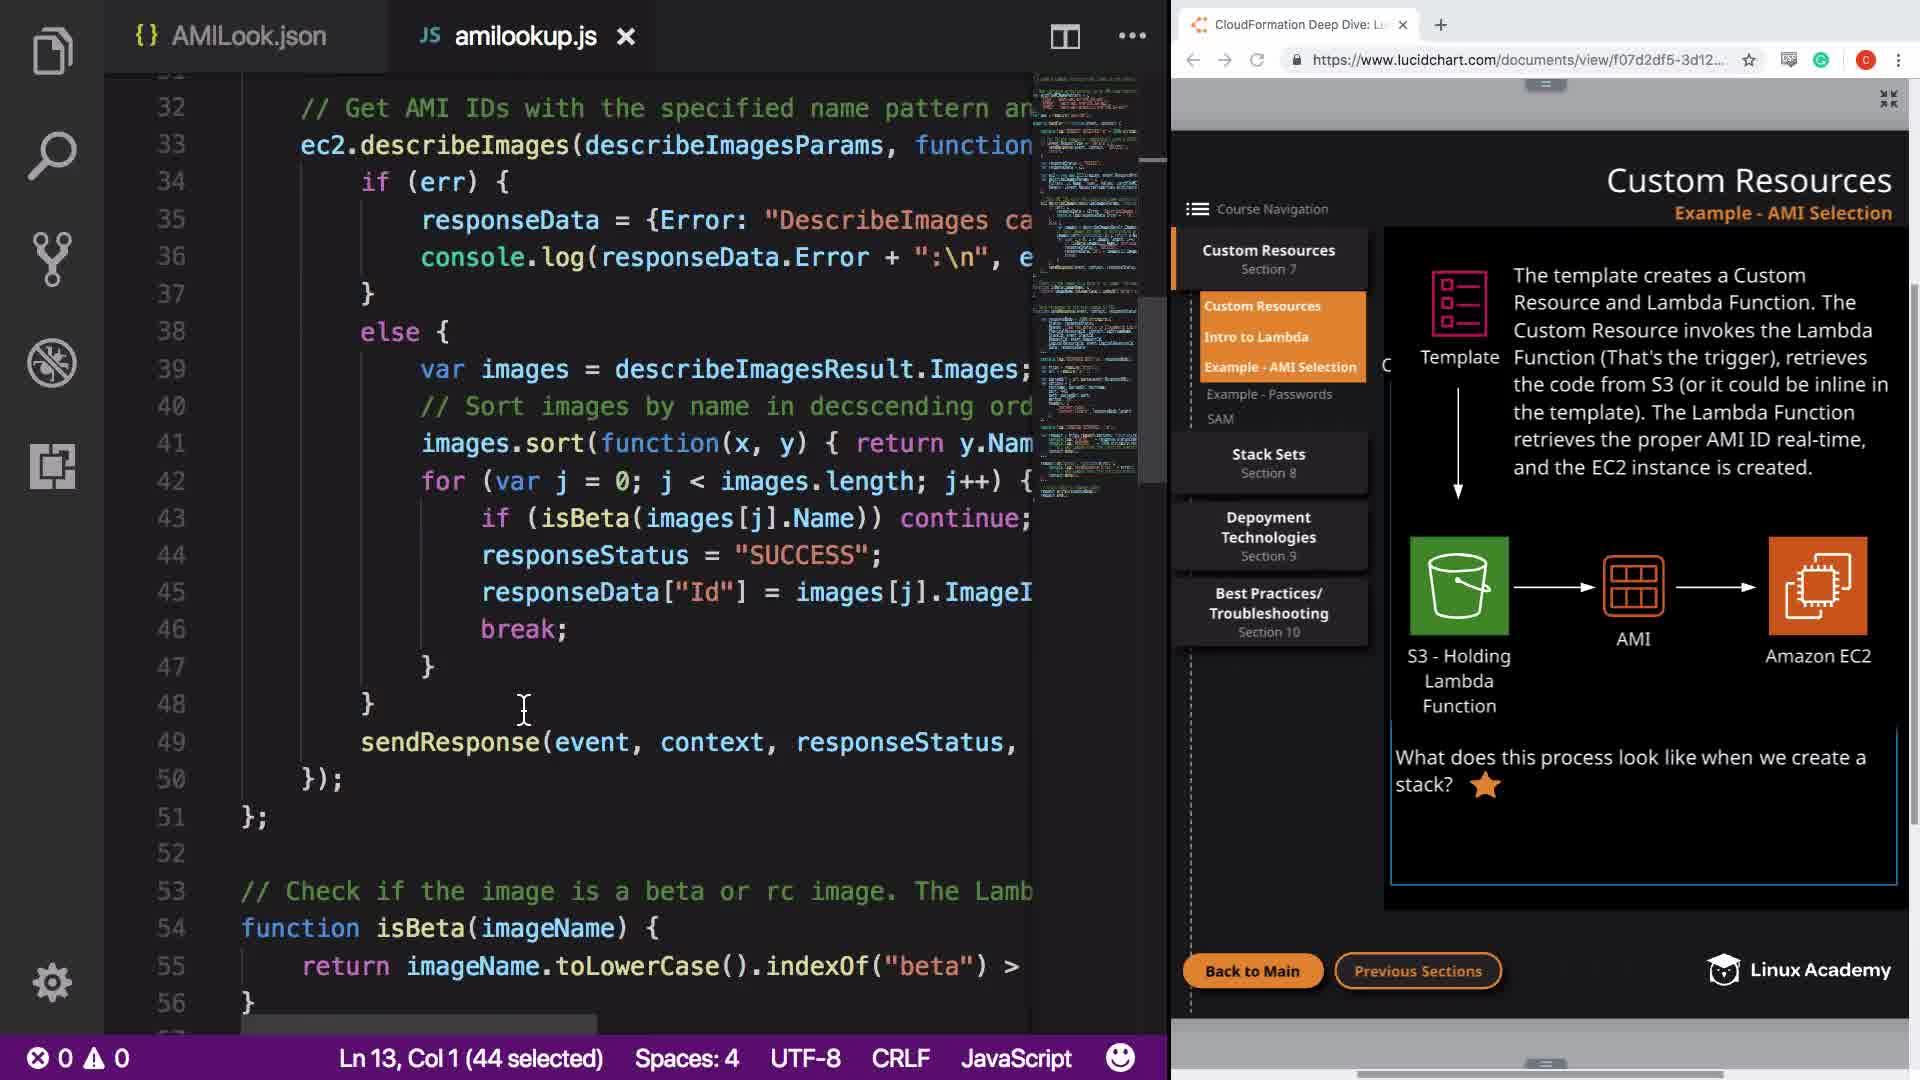 AMILook.json
JS amilookup.js
32 // Get AMI IDs with the specified name pattern an
33 ec2.describeImages(describeImagesParams, function
34 if (err) {
35 responseData = {Error: "DescribeImages ca
36 console.log(responseData.Error + ":\n", e
37 }
38 else {
39 var images = describeImagesResult.Images;
40 // Sort images by name in decscending ord
41 images.sort(function(x, y) { return y.Nam
42 for (var j = 0; j < images.length; j++) {
43 if (isBeta(images[j].Name)) continue;
44 responseStatus = "SUCCESS";
45 responseData["Id"] = images[j].ImageI
46 break;
47 }
48 }
49 sendResponse(event, context, responseStatus,
50 });
51 };
52
53 // Check if the image is a beta or rc image. The Lamb
54 function isBeta(imageName) {
55 return imageName.toLowerCase().indexOf("beta") >
56 }
0 0 Ln 13, Col 1 (44 selected) Spaces: 4 UTF-8 CRLF JavaScript
CloudFormation Deep Dive: L
https://www.lucidchart.com/documents/view/f07d2df5-3d12...
C
Custom Resources
Example - AMI Selection
Course Navigation
Custom Resources
Section 7
Custom Resources
Intro to Lambda
Example - AMI Selection
Example - Passwords
SAM
Stack Sets
Section 8
Depoyment
Technologies
Section 9
Best Practices/
Troubleshooting
Section 10
Template
The template creates a Custom
Resource and Lambda Function. The
Custom Resource invokes the Lambda
Function (That's the trigger), retrieves
the code from S3 (or it could be inline in
the template). The Lambda Function
retrieves the proper AMI ID real-time,
and the EC2 instance is created.
S3 - Holding
Lambda
Function
AMI
Amazon EC2
What does this process look like when we create a
stack?
Back to Main
Previous Sections
Linux Academy